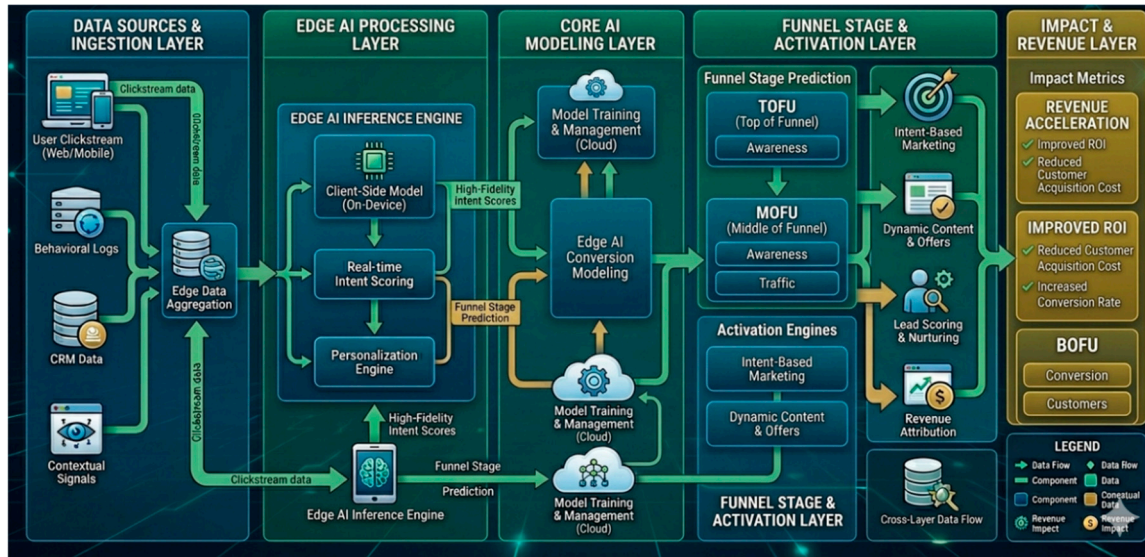 DATA SOURCES &
INGESTION LAYER
Clickstream data
Clickstream data
User Clickstream
(Web/Mobile)
Behavioral Logs
CRM Data
Contextual
Signals
Edge Data
Aggregation
EDGE AI PROCESSING
LAYER
EDGE AI INFERENCE ENGINE
Client-Side Model
(On-Device)
Real-time
Intent Scoring
Personalization
Engine
High-Fidelity
Intent Scores
Clickstream data
Edge AI Inference Engine
Funnel Stage
Prediction
CORE AI
MODELING LAYER
High-Fidelity
Intent Scores
Funnel Stage
Prediction
Model Training
& Management
(Cloud)
Edge AI
Conversion
Modeling
Model Training
& Management
(Cloud)
Model Training
& Management
(Cloud)
FUNNEL STAGE &
ACTIVATION LAYER
Funnel Stage Prediction
TOFU
(Top of Funnel)
Awareness
MOFU
(Middle of Funnel)
Awareness
Traffic
Activation Engines
Intent-Based
Marketing
Dynamic Content
& Offers
FUNNEL STAGE &
ACTIVATION LAYER
Intent-Based
Marketing
Dynamic Content
& Offers
Lead Scoring
& Nurturing
Revenue
Attribution
Cross-Layer Data Flow
IMPACT
& REVENUE LAYER
Impact Metrics
REVENUE
ACCELERATION
✓ Improved ROI
✓ Reduced
Customer
Acquisition Cost
IMPROVED ROI
✓ Reduced Customer
Acquisition Cost
✓ Increased
Conversion Rate
BOFU
Conversion
Customers
LEGEND
Data Flow
Data Flow
Component
Data
Component
Data
Revenue
Impact
$ Revenue
Impact